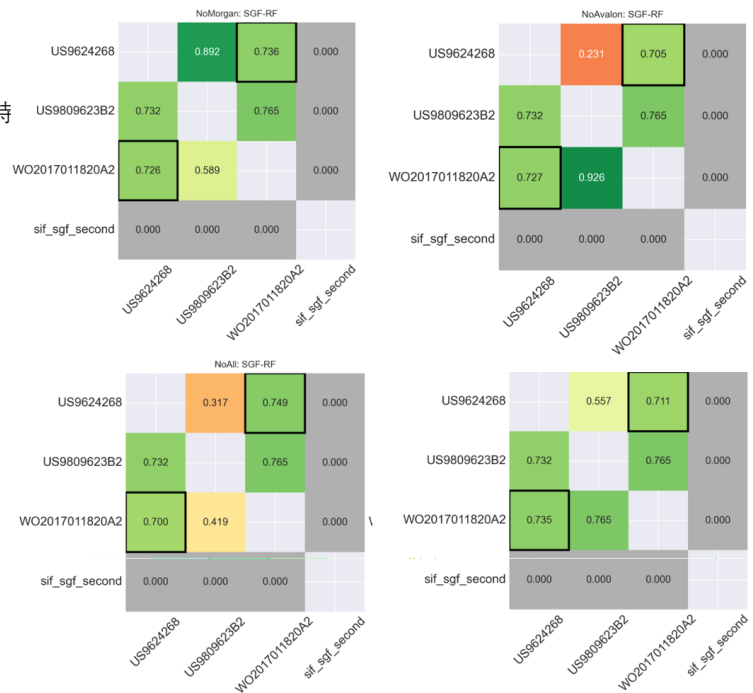 NoMorgan: SGF-RF
US9624268 0.892 0.736 0.000
US9809623B2 0.732 0.765 0.000
WO2017011820A2 0.726 0.589 0.000
sif_sgf_second 0.000 0.000 0.000
US9624268 US9809623B2 WO2017011820A2 sif_sgf_second
NoAvalon: SGF-RF
US9624268 0.231 0.705 0.000
US9809623B2 0.732 0.765 0.000
WO2017011820A2 0.727 0.926 0.000
sif_sgf_second 0.000 0.000 0.000
US9624268 US9809623B2 WO2017011820A2 sif_sgf_second
NoAll: SGF-RF
US9624268 0.317 0.749 0.000
US9809623B2 0.732 0.765 0.000
WO2017011820A2 0.700 0.419 0.000
sif_sgf_second 0.000 0.000 0.000
US9624268 US9809623B2 WO2017011820A2 sif_sgf_second
US9624268 0.557 0.711 0.000
US9809623B2 0.732 0.765 0.000
WO2017011820A2 0.735 0.765 0.000
sif_sgf_second 0.000 0.000 0.000
US9624268 US9809623B2 WO2017011820A2 sif_sgf_second